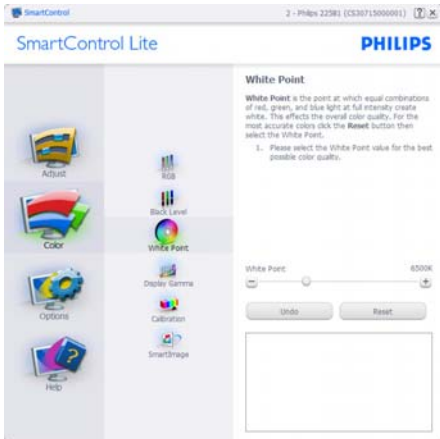 SmartControl
2 - Philips 22581 (CS30715000001)
SmartControl Lite
PHILIPS
Adjust
Color
Options
Help
RGB
Black Level
White Point
Display Gamma
Calibration
SmartImage
White Point
White Point is the point at which equal combinations
of red, green, and blue light at full intensity create
white. This effects the overall color quality. For the
most accurate colors click the Reset button then
select the White Point.
1. Please select the White Point value for the best
possible color quality.
White Point
6500K
Undo
Reset